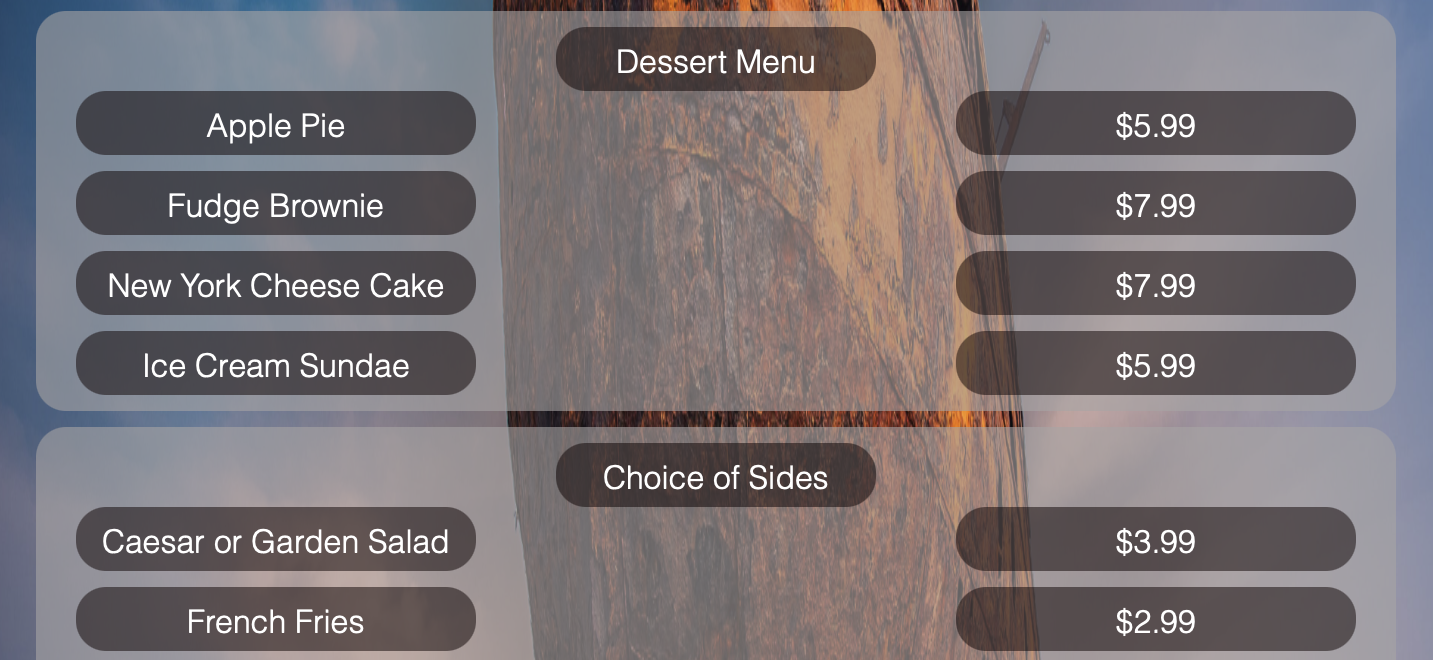 Dessert Menu
Apple Pie $5.99
Fudge Brownie $7.99
New York Cheese Cake $7.99
Ice Cream Sundae $5.99
Choice of Sides
Caesar or Garden Salad $3.99
French Fries $2.99